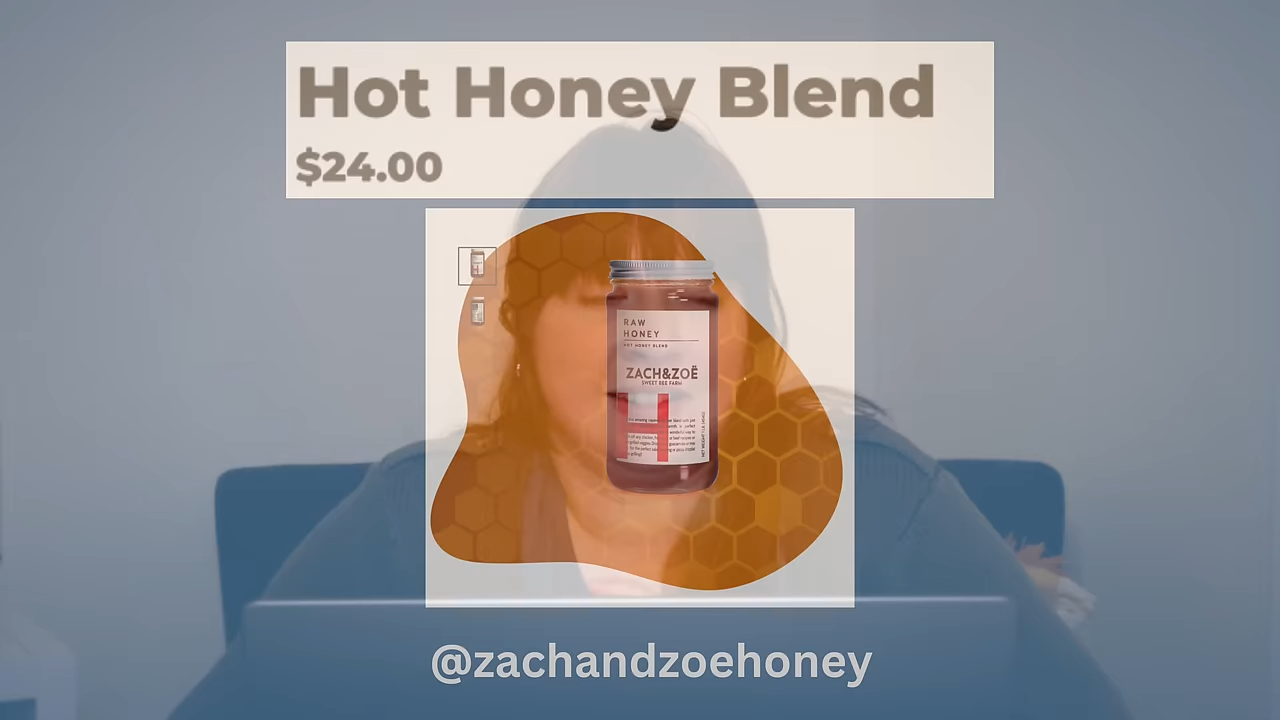 Hot Honey Blend
$24.00
RAW
HONEY
HOT HONEY BLEND
ZACH&ZOË
SWEET BEE FARM
H
@zachandzoehoney